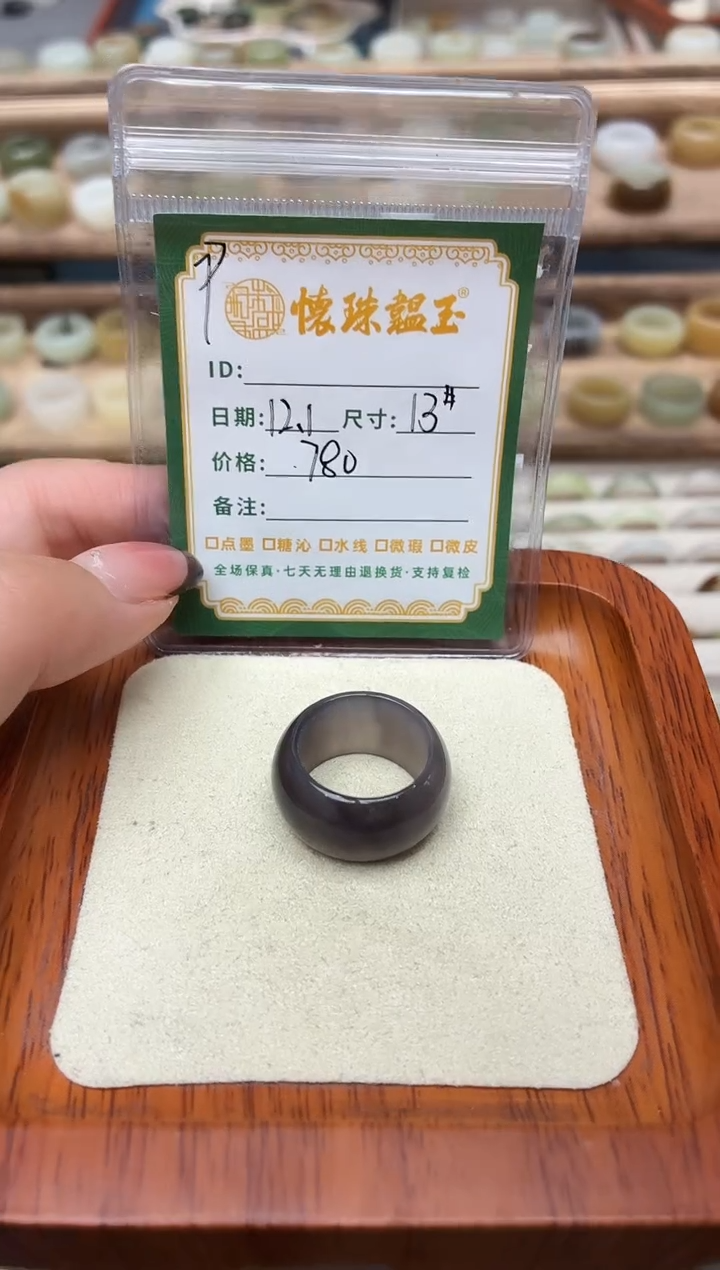 懷珠韞玉®
ID:
日期:12.1 尺寸:13#
价格:.780
备注:
□点墨 □糖沁 □水线 □微瑕 □微皮
全场保真·七天无理由退换货·支持复检